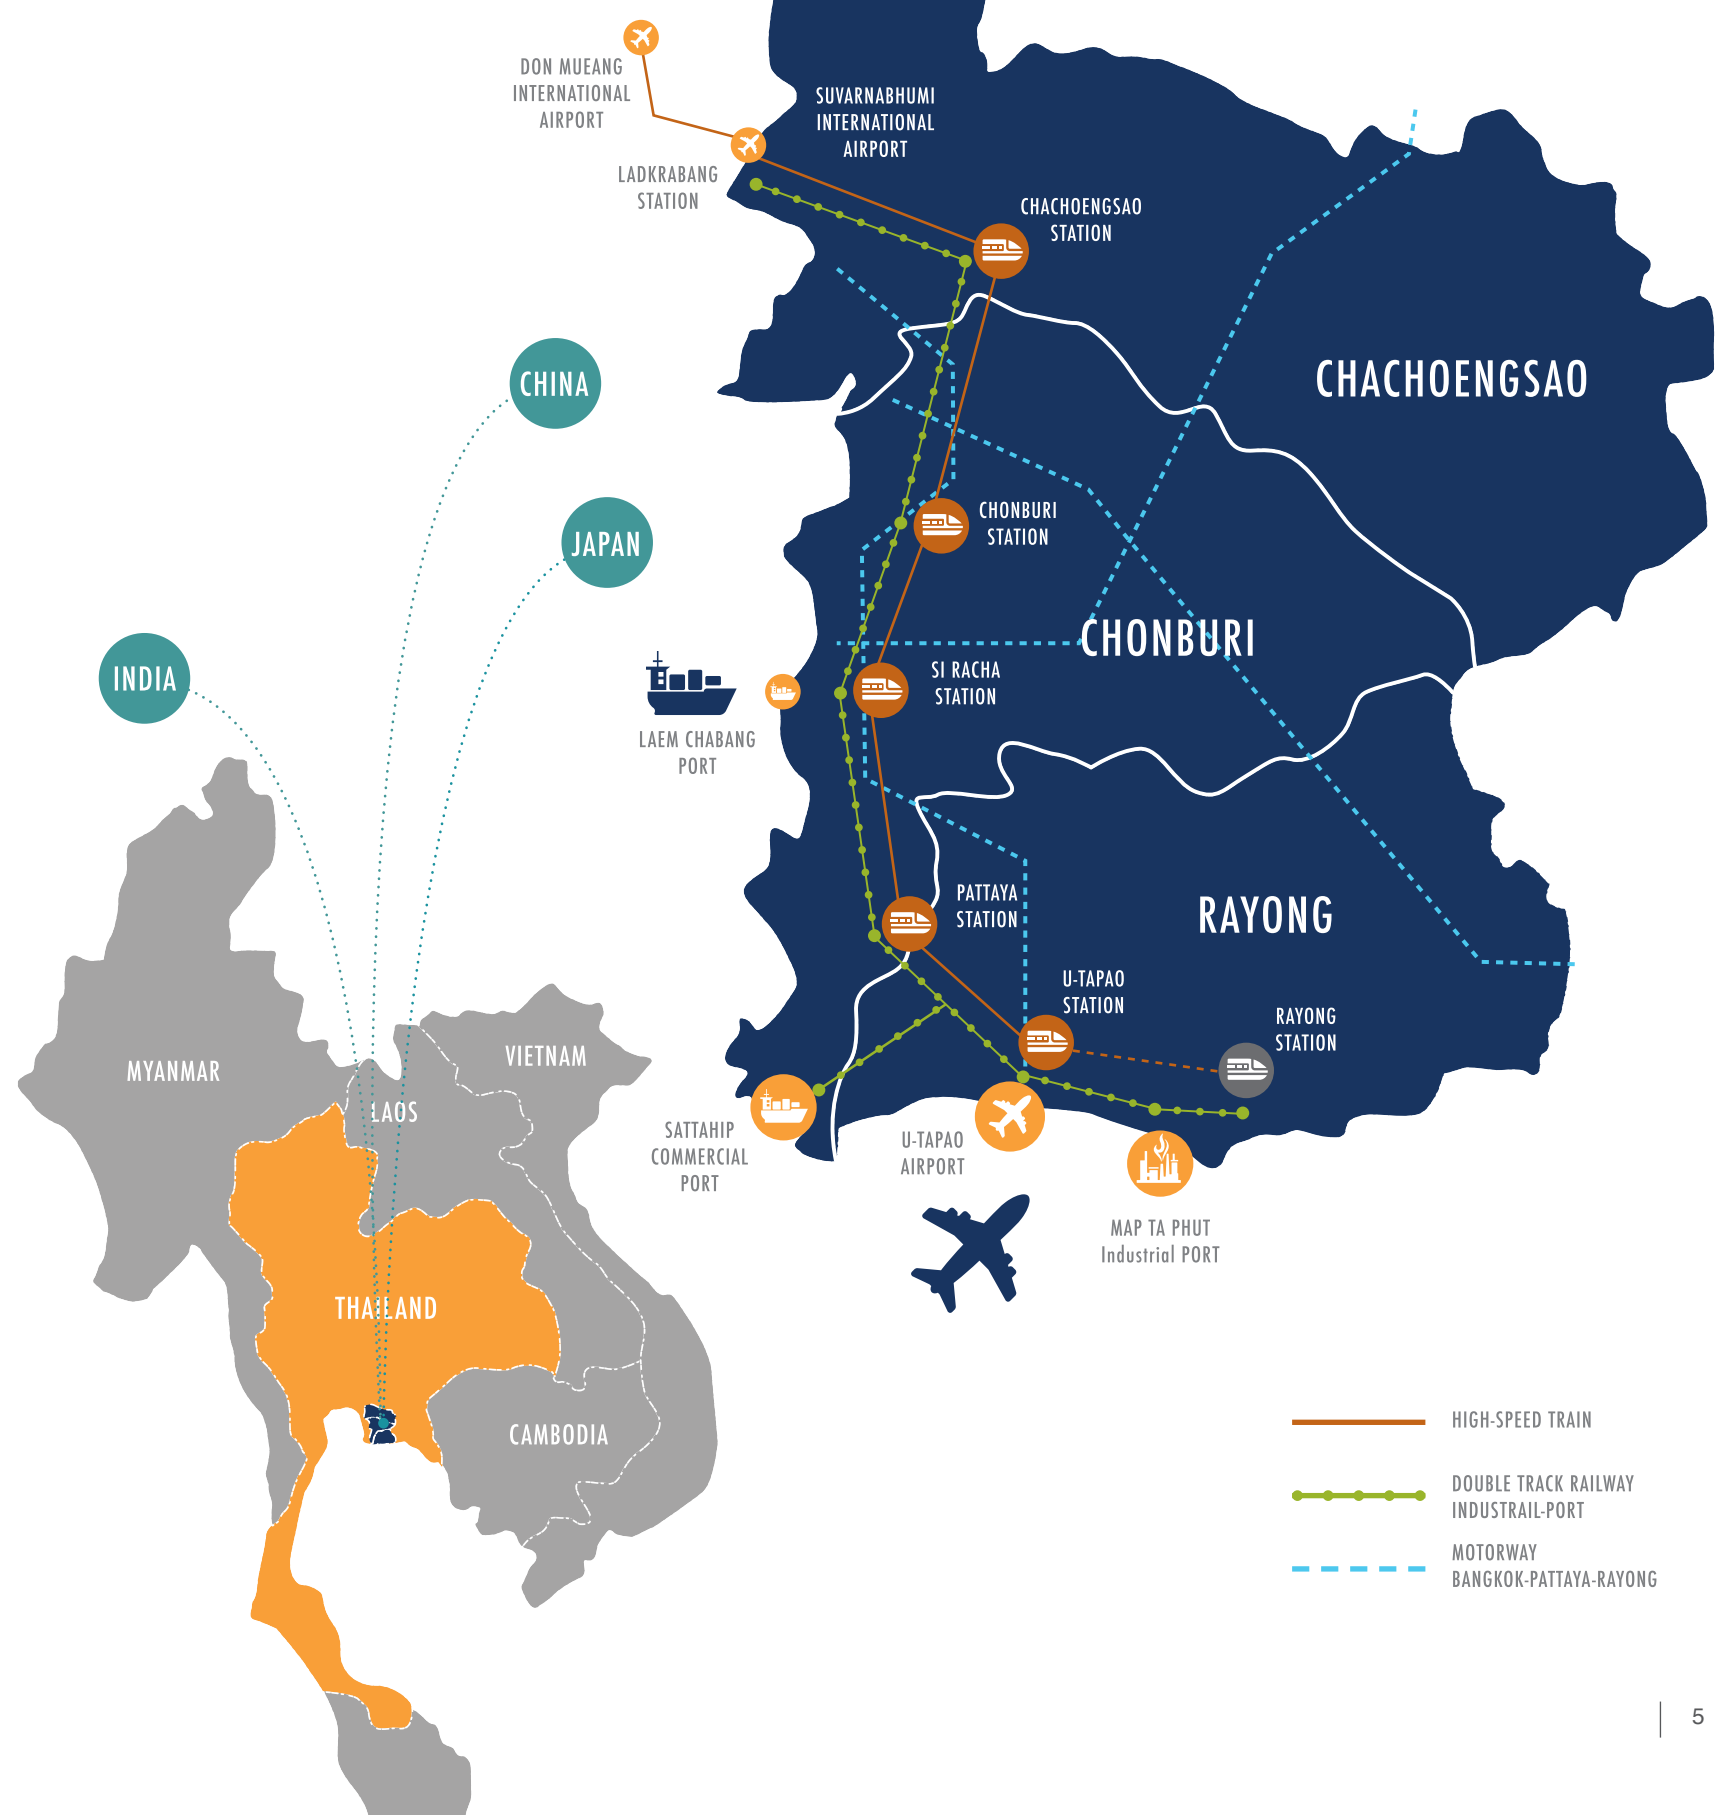 DON MUEANG
INTERNATIONAL
AIRPORT
SUVARNABHUMI
INTERNATIONAL
AIRPORT
LADKRABANG
STATION
CHACHOENGSAO
STATION
CHACHOENGSAO
CHINA
JAPAN
INDIA
CHONBURI
STATION
CHONBURI
SI RACHA
STATION
LAEM CHABANG
PORT
PATTAYA
STATION
RAYONG
U-TAPAO
STATION
RAYONG
STATION
SATTAHIP
COMMERCIAL
PORT
U-TAPAO
AIRPORT
MAP TA PHUT
Industrial PORT
MYANMAR
VIETNAM
LAOS
THAILAND
CAMBODIA
HIGH-SPEED TRAIN
DOUBLE TRACK RAILWAY
INDUSTRAIL-PORT
MOTORWAY
BANGKOK-PATTAYA-RAYONG
5